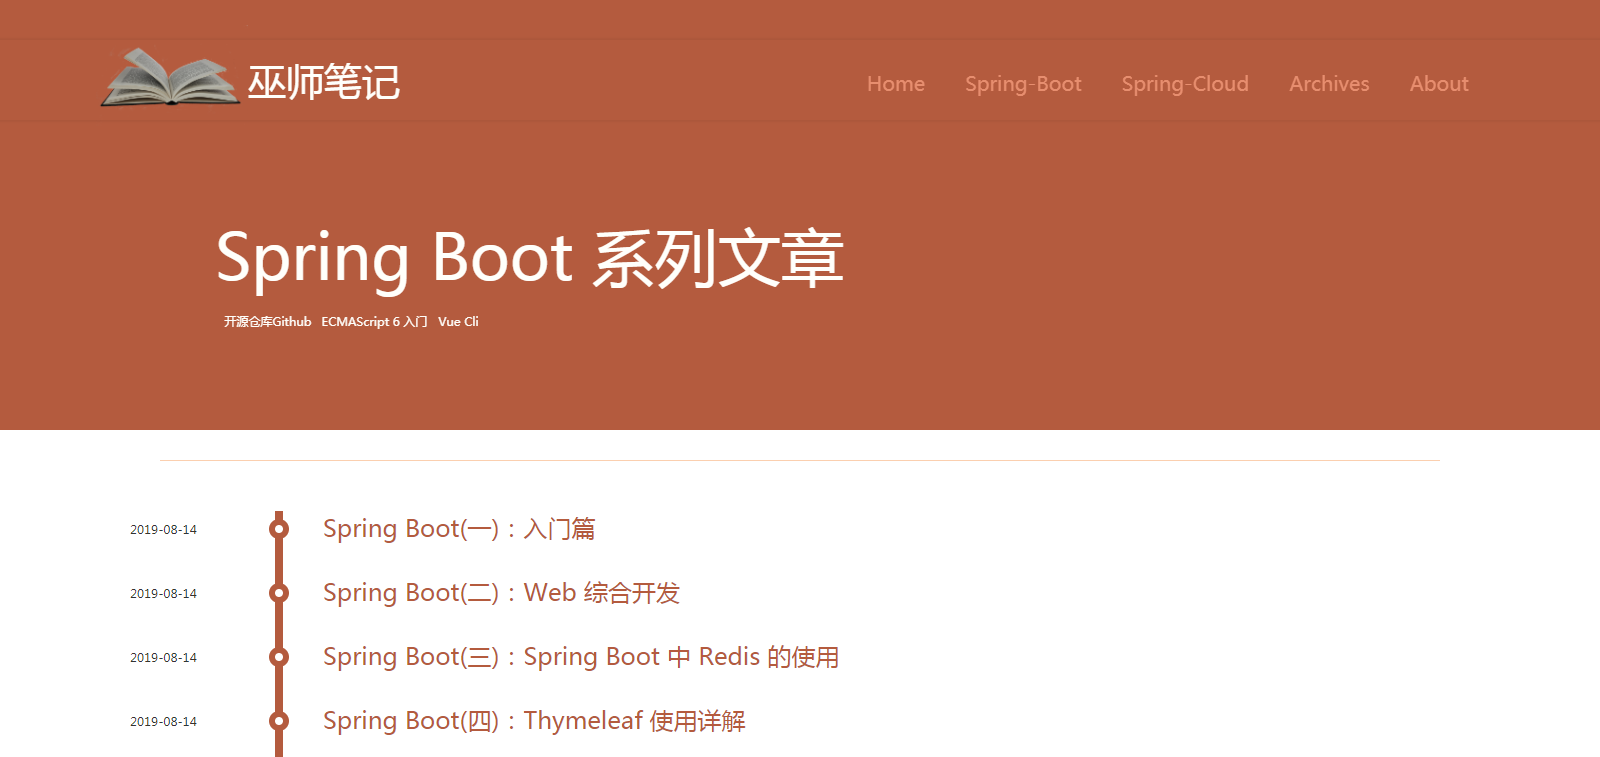 巫师笔记
Home Spring-Boot Spring-Cloud Archives About
Spring Boot 系列文章
开源仓库Github ECMAScript 6 入门 Vue Cli
2019-08-14 Spring Boot(一)：入门篇
2019-08-14 Spring Boot(二)：Web 综合开发
2019-08-14 Spring Boot(三)：Spring Boot 中 Redis 的使用
2019-08-14 Spring Boot(四)：Thymeleaf 使用详解